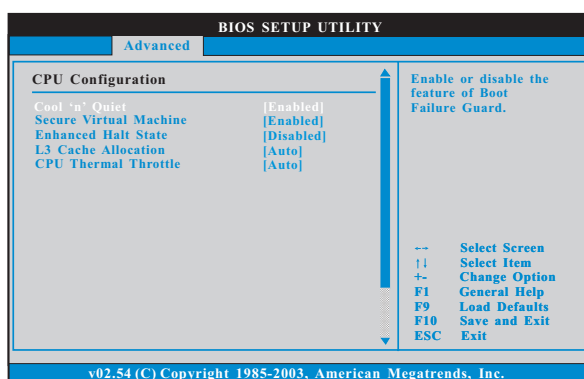 BIOS SETUP UTILITY
Advanced
CPU Configuration
Cool ‘n’ Quiet [Enabled]
Secure Virtual Machine [Enabled]
Enhanced Halt State [Disabled]
L3 Cache Allocation [Auto]
CPU Thermal Throttle [Auto]
Enable or disable the
feature of Boot
Failure Guard.
←→ Select Screen
↑↓ Select Item
+- Change Option
F1 General Help
F9 Load Defaults
F10 Save and Exit
ESC Exit
v02.54 (C) Copyright 1985-2003, American Megatrends, Inc.